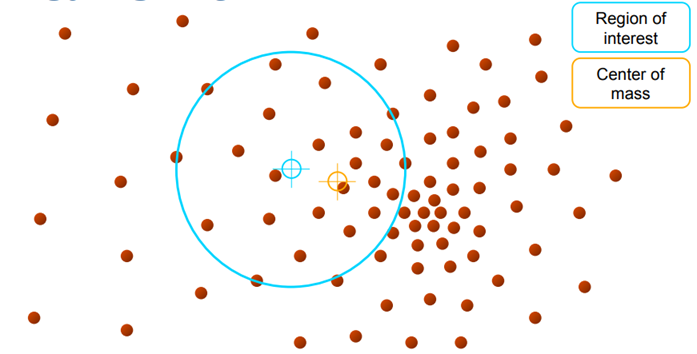 Region of
interest
Center of
mass